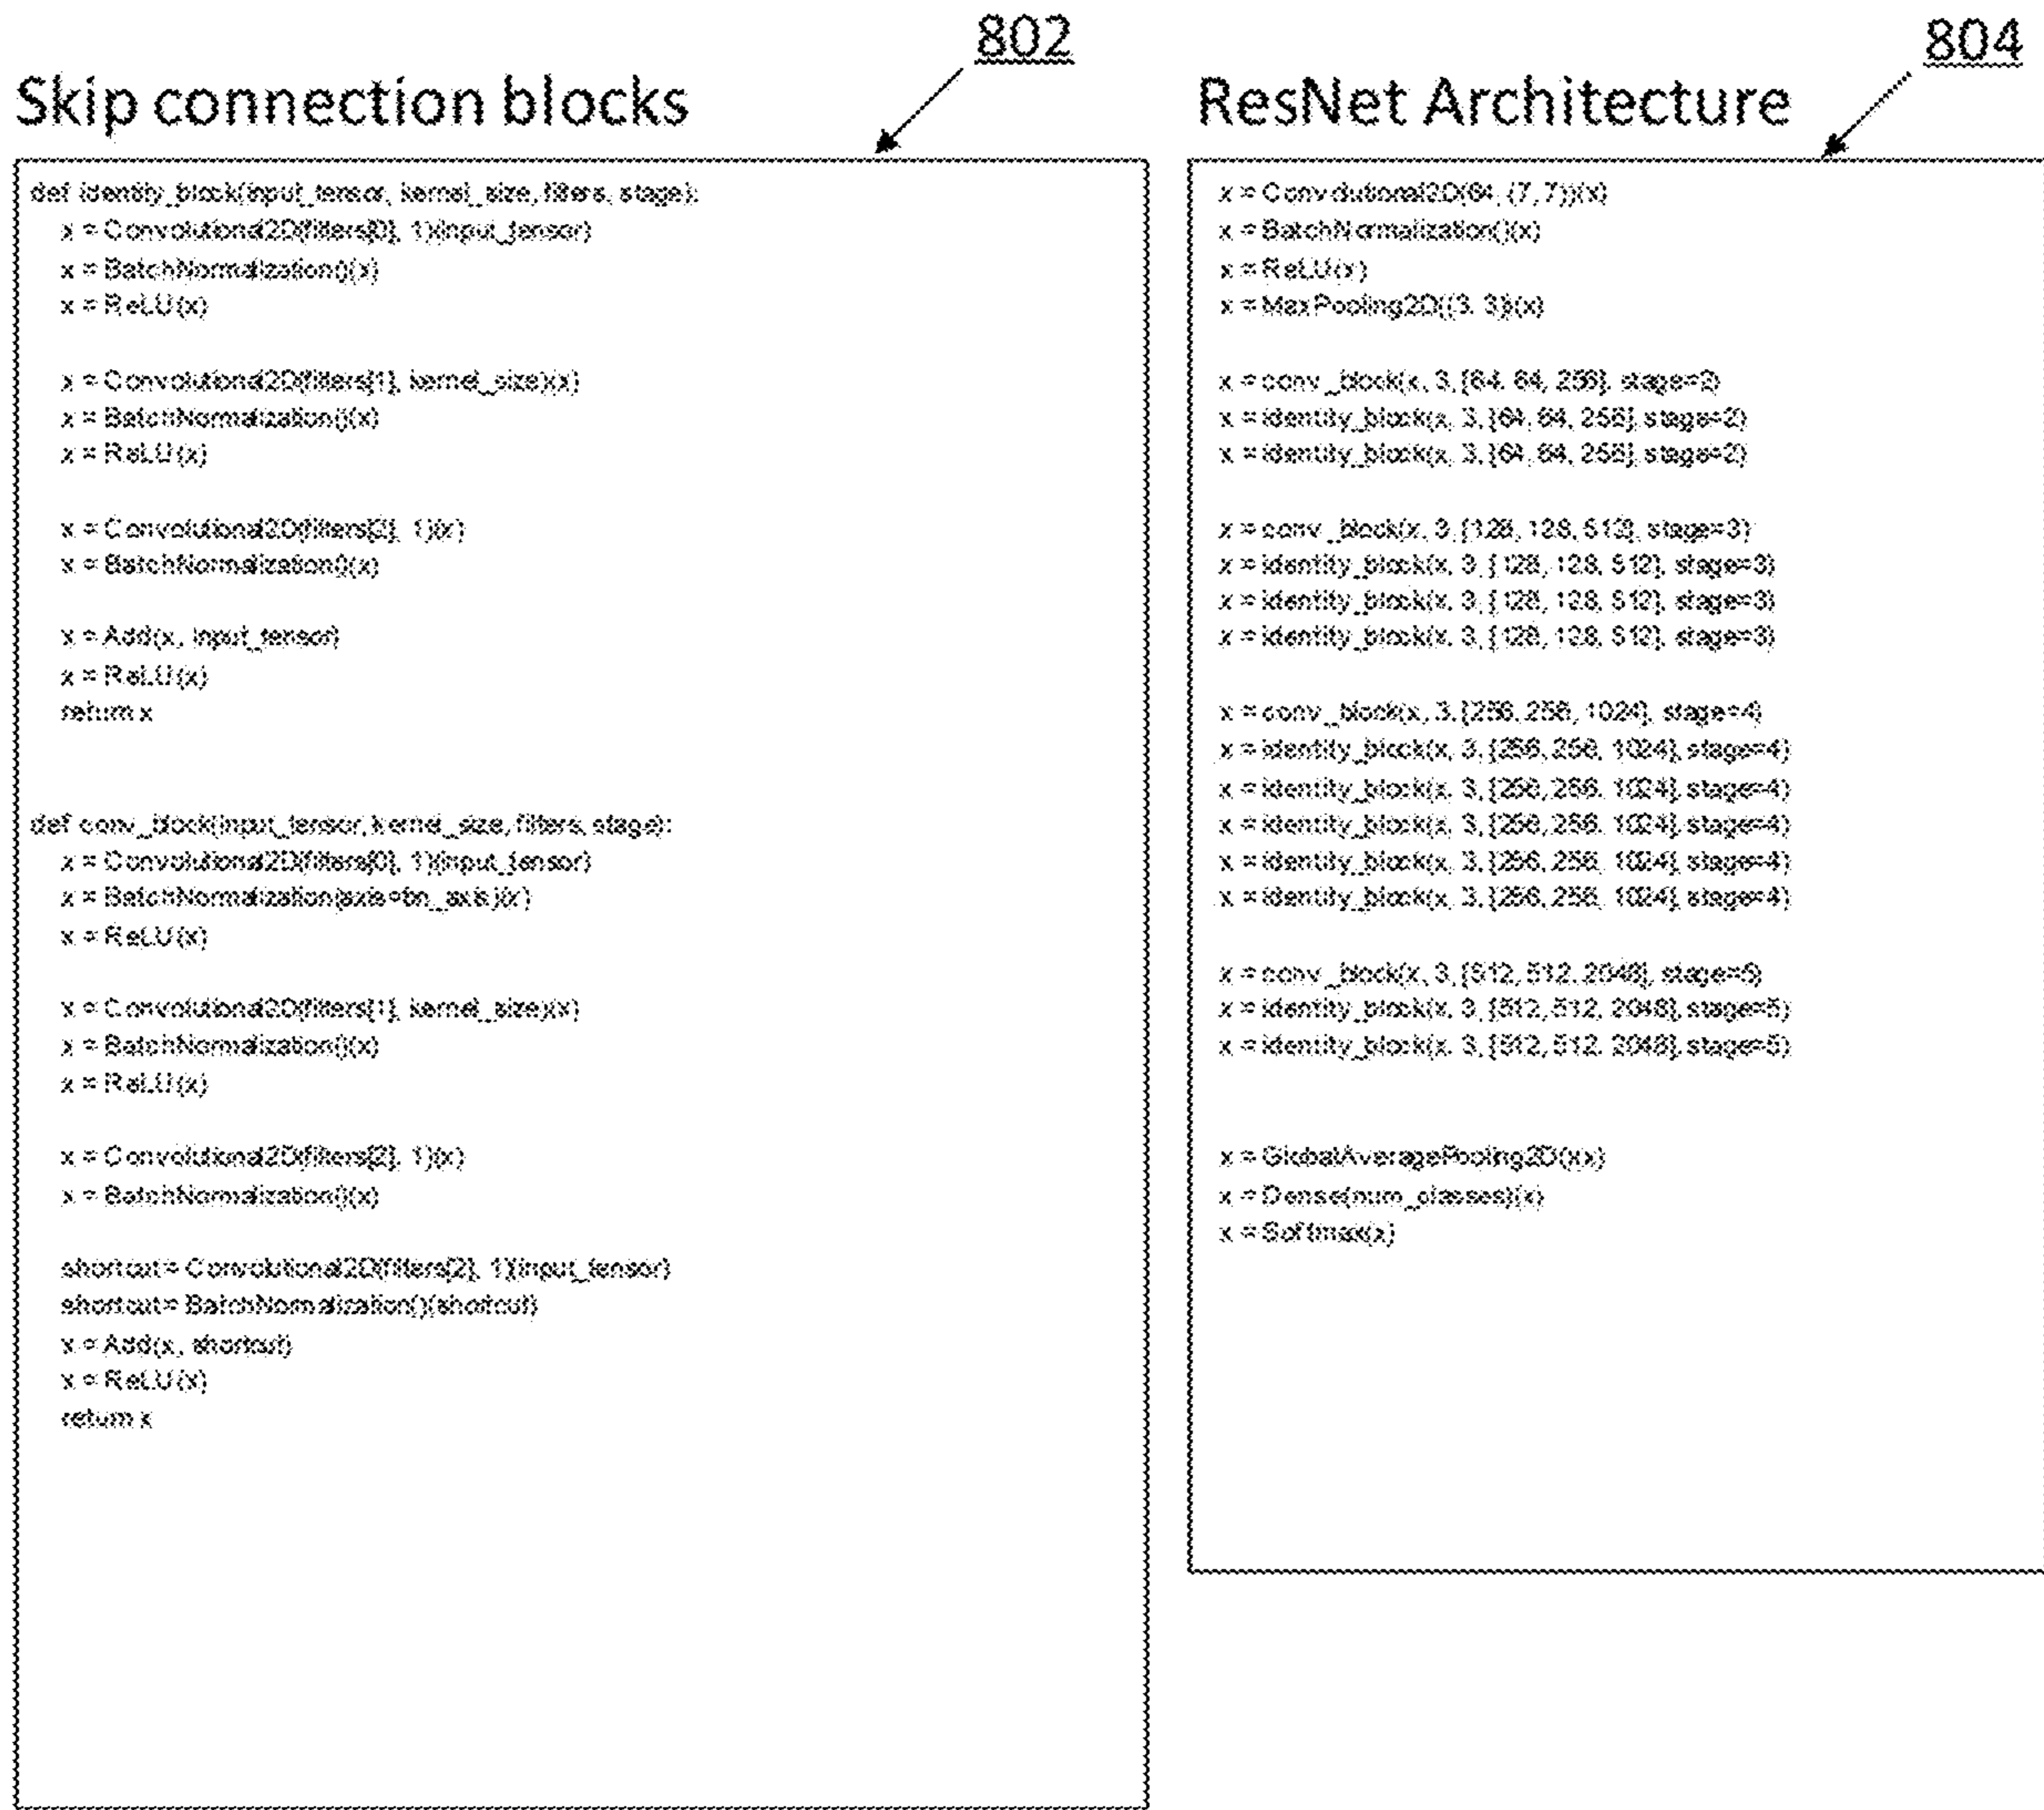 802
Skip connection blocks
def identity_block(input_tensor, kernel_size, filters, stage):
x = Convolutional2D(filters[0], 1)(input_tensor)
x = BatchNormalization()(x)
x = ReLU(x)
x = Convolutional2D(filters[1], kernel_size)(x)
x = BatchNormalization()(x)
x = ReLU(x)
x = Convolutional2D(filters[2], 1)(x)
x = BatchNormalization()(x)
x = Add(x, input_tensor)
x = ReLU(x)
return x
def conv_block(input_tensor, kernel_size, filters, stage):
x = Convolutional2D(filters[0], 1)(input_tensor)
x = BatchNormalization(axis=bn_axis)(x)
x = ReLU(x)
x = Convolutional2D(filters[1], kernel_size)(x)
x = BatchNormalization()(x)
x = ReLU(x)
x = Convolutional2D(filters[2], 1)(x)
x = BatchNormalization()(x)
shortcut = Convolutional2D(filters[2], 1)(input_tensor)
shortcut = BatchNormalization()(shortcut)
x = Add(x, shortcut)
x = ReLU(x)
return x
804
ResNet Architecture
x = Convolutional2D(64, (7,7))(x)
x = BatchNormalization()(x)
x = ReLU(x)
x = MaxPooling2D((3, 3))(x)
x = conv_block(x, 3, [64, 64, 256], stage=2)
x = identity_block(x, 3, [64, 64, 256], stage=2)
x = identity_block(x, 3, [64, 64, 256], stage=2)
x = conv_block(x, 3, [128, 128, 512], stage=3)
x = identity_block(x, 3, [128, 128, 512], stage=3)
x = identity_block(x, 3, [128, 128, 512], stage=3)
x = identity_block(x, 3, [128, 128, 512], stage=3)
x = conv_block(x, 3, [256, 256, 1024], stage=4)
x = identity_block(x, 3, [256, 256, 1024], stage=4)
x = identity_block(x, 3, [256, 256, 1024], stage=4)
x = identity_block(x, 3, [256, 256, 1024], stage=4)
x = identity_block(x, 3, [256, 256, 1024], stage=4)
x = identity_block(x, 3, [256, 256, 1024], stage=4)
x = conv_block(x, 3, [512, 512, 2048], stage=5)
x = identity_block(x, 3, [512, 512, 2048], stage=5)
x = identity_block(x, 3, [512, 512, 2048], stage=5)
x = GlobalAveragePooling2D()(x)
x = Dense(num_classes)(x)
x = Softmax(x)